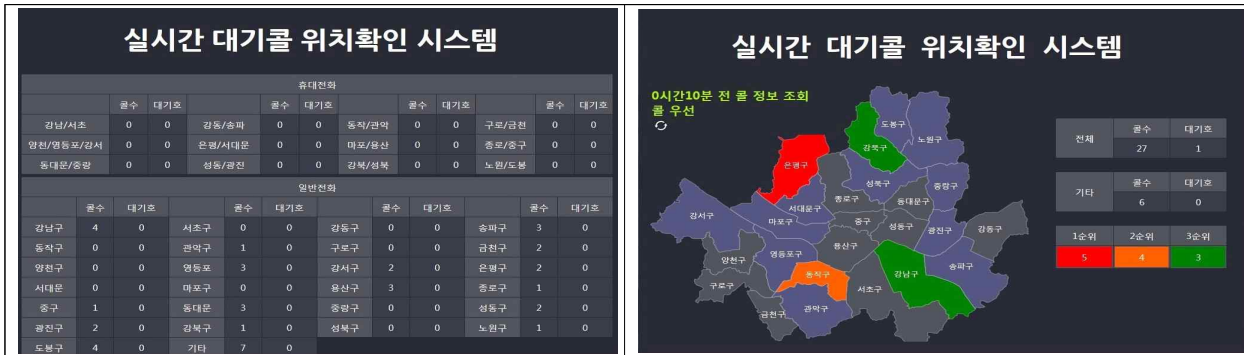 실시간 대기콜 위치확인 시스템
휴대전화
콜수 대기호 콜수 대기호 콜수 대기호 콜수 대기호
강남/서초 0 0 강동/송파 0 0 동작/관악 0 0 구로/금천 0 0
양천/영등포/강서 0 0 은평/서대문 0 0 마포/용산 0 0 종로/중구 0 0
동대문/중랑 0 0 성동/광진 0 0 강북/성북 0 0 노원/도봉 0 0
일반전화
콜수 대기호 콜수 대기호 콜수 대기호 콜수 대기호
강남구 4 0 서초구 0 0 강동구 0 0 송파구 3 0
동작구 0 0 관악구 1 0 구로구 0 0 금천구 2 0
양천구 0 0 영등포 3 0 강서구 2 0 은평구 2 0
서대문 0 0 마포구 0 0 용산구 3 0 종로구 1 0
중구 1 0 동대문 3 0 중랑구 0 0 성동구 2 0
광진구 2 0 강북구 1 0 성북구 0 0 노원구 1 0
도봉구 4 0 기타 7 0
실시간 대기콜 위치확인 시스템
0시간10분 전 콜 정보 조회
콜 우선
도봉구
노원구
강북구
은평구
성북구
중랑구
종로구
서대문구
동대문구
강서구
마포구
중구
성동구
광진구
강동구
용산구
양천구
영등포구
송파구
동작구
강남구
구로구
서초구
관악구
금천구
전체 콜수 대기호
27 1
기타 콜수 대기호
6 0
1순위 2순위 3순위
5 4 3